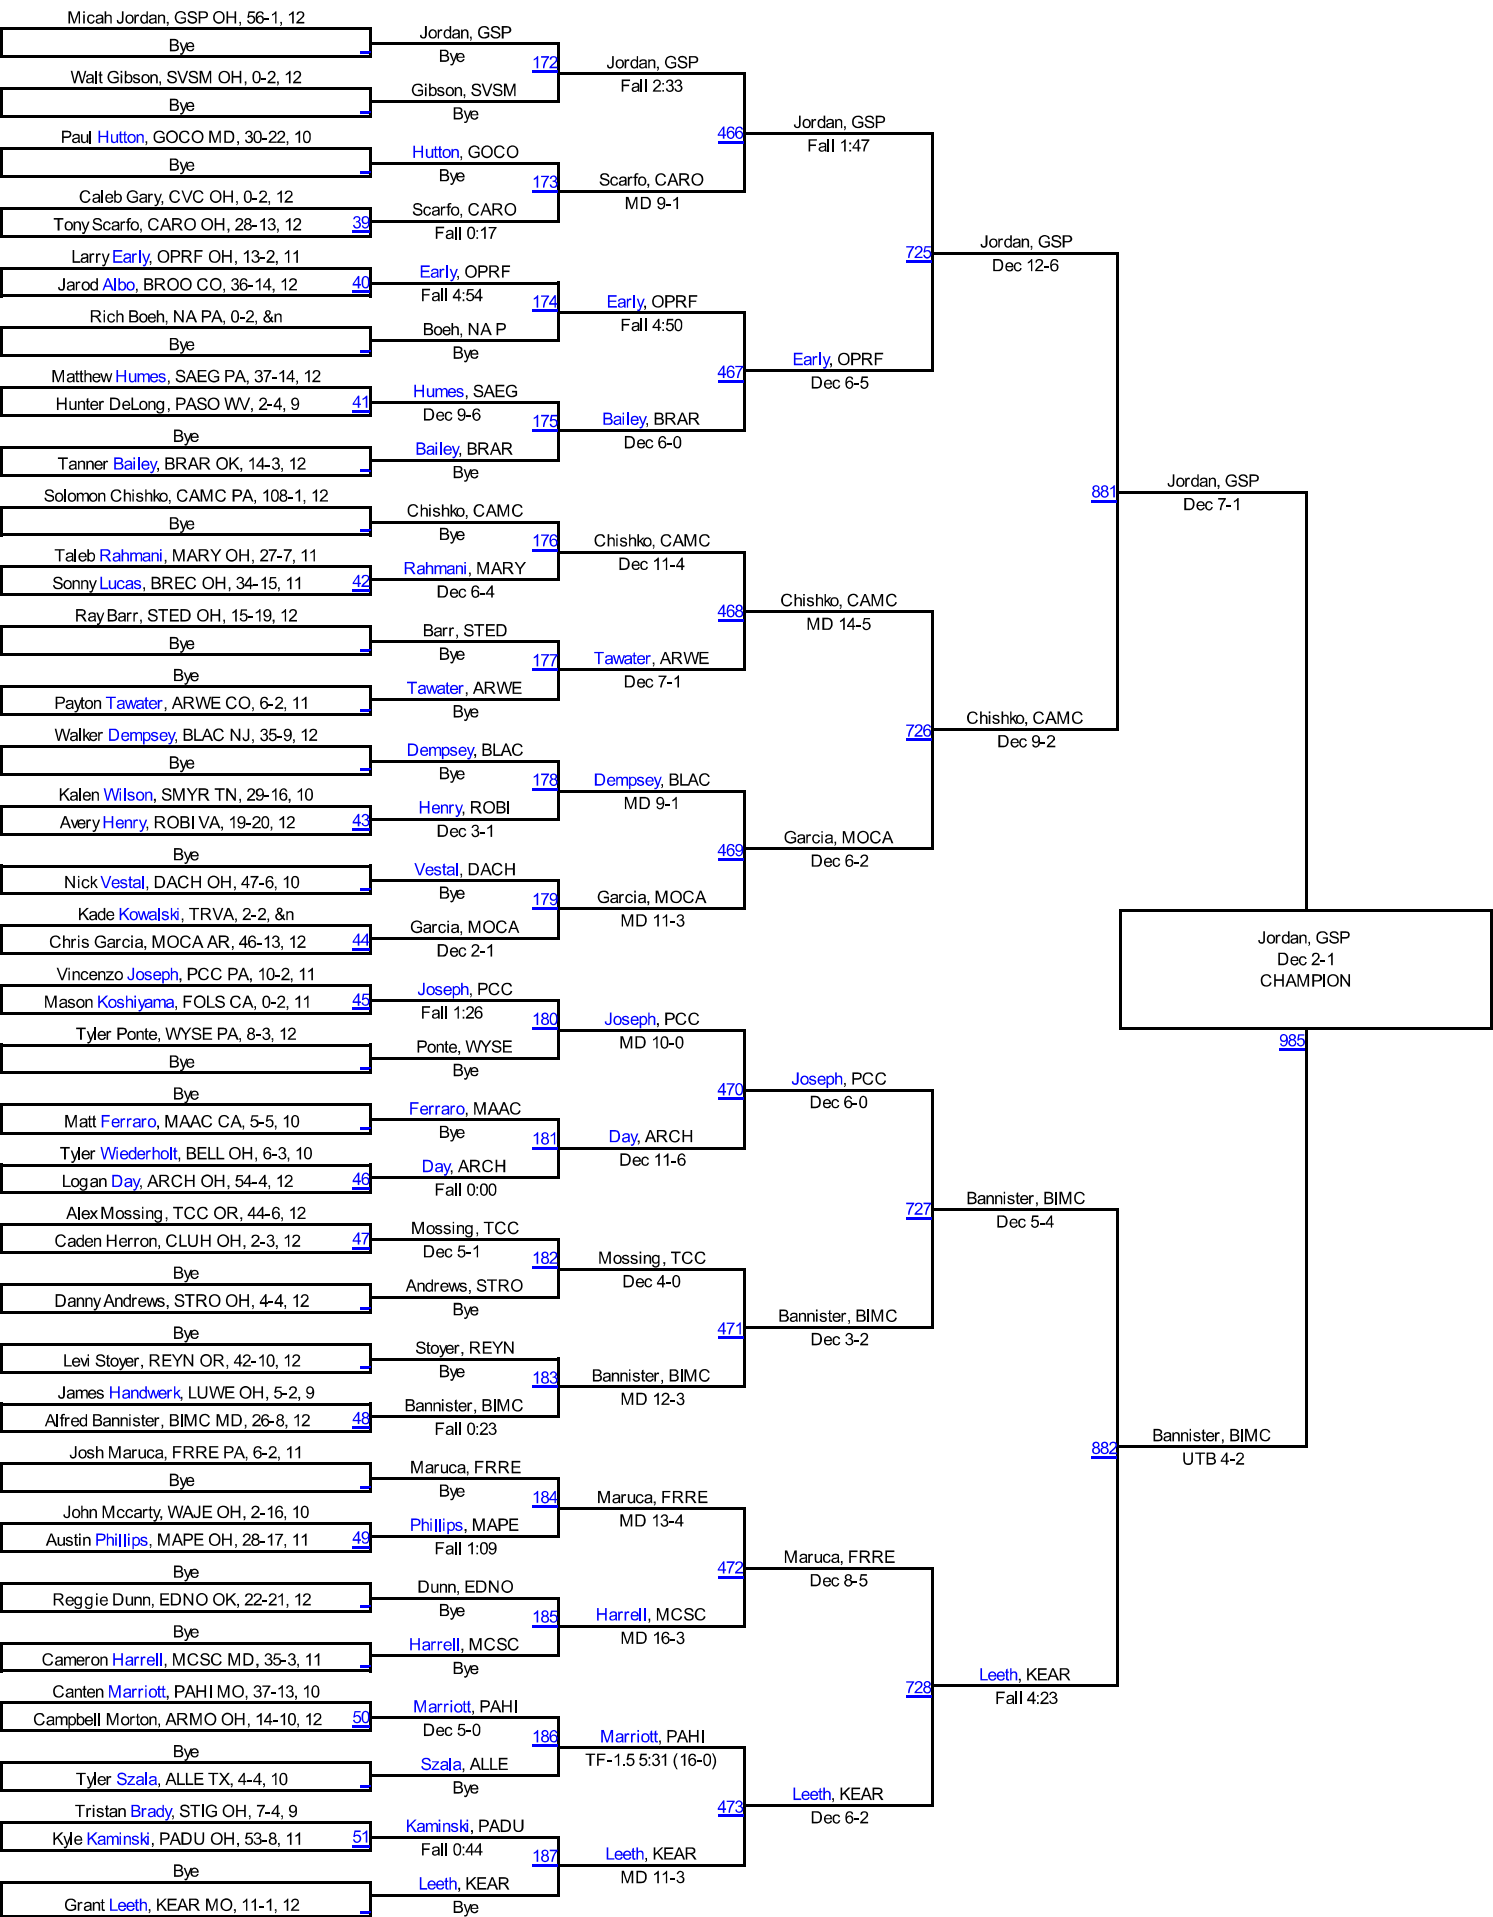 Micah Jordan, GSP OH, 56-1, 12
Bye
Walt Gibson, SVSM OH, 0-2, 12
Bye
Paul Hutton, GOCO MD, 30-22, 10
Bye
Caleb Gary, CVC OH, 0-2, 12
Tony Scarfo, CARO OH, 28-13, 12 39
Larry Early, OPRF OH, 13-2, 11
Jarod Albo, BROO CO, 36-14, 12 40
Rich Boeh, NA PA, 0-2, &n
Bye
Matthew Humes, SAEG PA, 37-14, 12
Hunter DeLong, PASO WV, 2-4, 9 41
Bye
Tanner Bailey, BRAR OK, 14-3, 12
Solomon Chishko, CAMC PA, 108-1, 12
Bye
Taleb Rahmani, MARY OH, 27-7, 11
Sonny Lucas, BREC OH, 34-15, 11 42
Ray Barr, STED OH, 15-19, 12
Bye
Bye
Payton Tawater, ARWE CO, 6-2, 11
Walker Dempsey, BLAC NJ, 35-9, 12
Bye
Kalen Wilson, SMYR TN, 29-16, 10
Avery Henry, ROBI VA, 19-20, 12 43
Bye
Nick Vestal, DACH OH, 47-6, 10
Kade Kowalski, TRVA, 2-2, &n
Chris Garcia, MOCA AR, 46-13, 12 44
Vincenzo Joseph, PCC PA, 10-2, 11
Mason Koshiyama, FOLS CA, 0-2, 11 45
Tyler Ponte, WYSE PA, 8-3, 12
Bye
Bye
Matt Ferraro, MAAC CA, 5-5, 10
Tyler Wiederholt, BELL OH, 6-3, 10
Logan Day, ARCH OH, 54-4, 12 46
Alex Mossing, TCC OR, 44-6, 12
Caden Herron, CLUH OH, 2-3, 12 47
Bye
Danny Andrews, STRO OH, 4-4, 12
Bye
Levi Stoyer, REYN OR, 42-10, 12
James Handwerk, LUWE OH, 5-2, 9
Alfred Bannister, BIMC MD, 26-8, 12 48
Josh Maruca, FRRE PA, 6-2, 11
Bye
John Mccarty, WAJE OH, 2-16, 10
Austin Phillips, MAPE OH, 28-17, 11 49
Bye
Reggie Dunn, EDNO OK, 22-21, 12
Bye
Cameron Harrell, MCSC MD, 35-3, 11
Canten Marriott, PAHI MO, 37-13, 10
Campbell Morton, ARMO OH, 14-10, 12 50
Bye
Tyler Szala, ALLE TX, 4-4, 10
Tristan Brady, STIG OH, 7-4, 9
Kyle Kaminski, PADU OH, 53-8, 11 51
Bye
Grant Leeth, KEAR MO, 11-1, 12
Jordan, GSP
Bye
172
Gibson, SVSM
Bye
Hutton, GOCO
Bye
173
Scarfo, CARO
Fall 0:17
Early, OPRF
Fall 4:54
174
Boeh, NA P
Bye
Humes, SAEG
Dec 9-6
175
Bailey, BRAR
Bye
Chishko, CAMC
Bye
176
Rahmani, MARY
Dec 6-4
Barr, STED
Bye
177
Tawater, ARWE
Bye
Dempsey, BLAC
Bye
178
Henry, ROBI
Dec 3-1
Vestal, DACH
Bye
179
Garcia, MOCA
Dec 2-1
Joseph, PCC
Fall 1:26
180
Ponte, WYSE
Bye
Ferraro, MAAC
Bye
181
Day, ARCH
Fall 0:00
Mossing, TCC
Dec 5-1
182
Andrews, STRO
Bye
Stoyer, REYN
Bye
183
Bannister, BIMC
Fall 0:23
Maruca, FRRE
Bye
184
Phillips, MAPE
Fall 1:09
Dunn, EDNO
Bye
185
Harrell, MCSC
Bye
Marriott, PAHI
Dec 5-0
186
Szala, ALLE
Bye
Kaminski, PADU
Fall 0:44
187
Leeth, KEAR
Bye
Jordan, GSP
Fall 2:33
466
Scarfo, CARO
MD 9-1
Early, OPRF
Fall 4:50
467
Bailey, BRAR
Dec 6-0
Chishko, CAMC
Dec 11-4
468
Tawater, ARWE
Dec 7-1
Dempsey, BLAC
MD 9-1
469
Garcia, MOCA
MD 11-3
Joseph, PCC
MD 10-0
470
Day, ARCH
Dec 11-6
Mossing, TCC
Dec 4-0
471
Bannister, BIMC
MD 12-3
Maruca, FRRE
MD 13-4
472
Harrell, MCSC
MD 16-3
Marriott, PAHI
TF-1.5 5:31 (16-0)
473
Leeth, KEAR
MD 11-3
Jordan, GSP
Fall 1:47
725
Early, OPRF
Dec 6-5
Chishko, CAMC
MD 14-5
726
Garcia, MOCA
Dec 6-2
Joseph, PCC
Dec 6-0
727
Bannister, BIMC
Dec 3-2
Maruca, FRRE
Dec 8-5
728
Leeth, KEAR
Dec 6-2
Jordan, GSP
Dec 12-6
881
Chishko, CAMC
Dec 9-2
Bannister, BIMC
Dec 5-4
882
Leeth, KEAR
Fall 4:23
Jordan, GSP
Dec 7-1
Jordan, GSP
Dec 2-1
CHAMPION
985
Bannister, BIMC
UTB 4-2